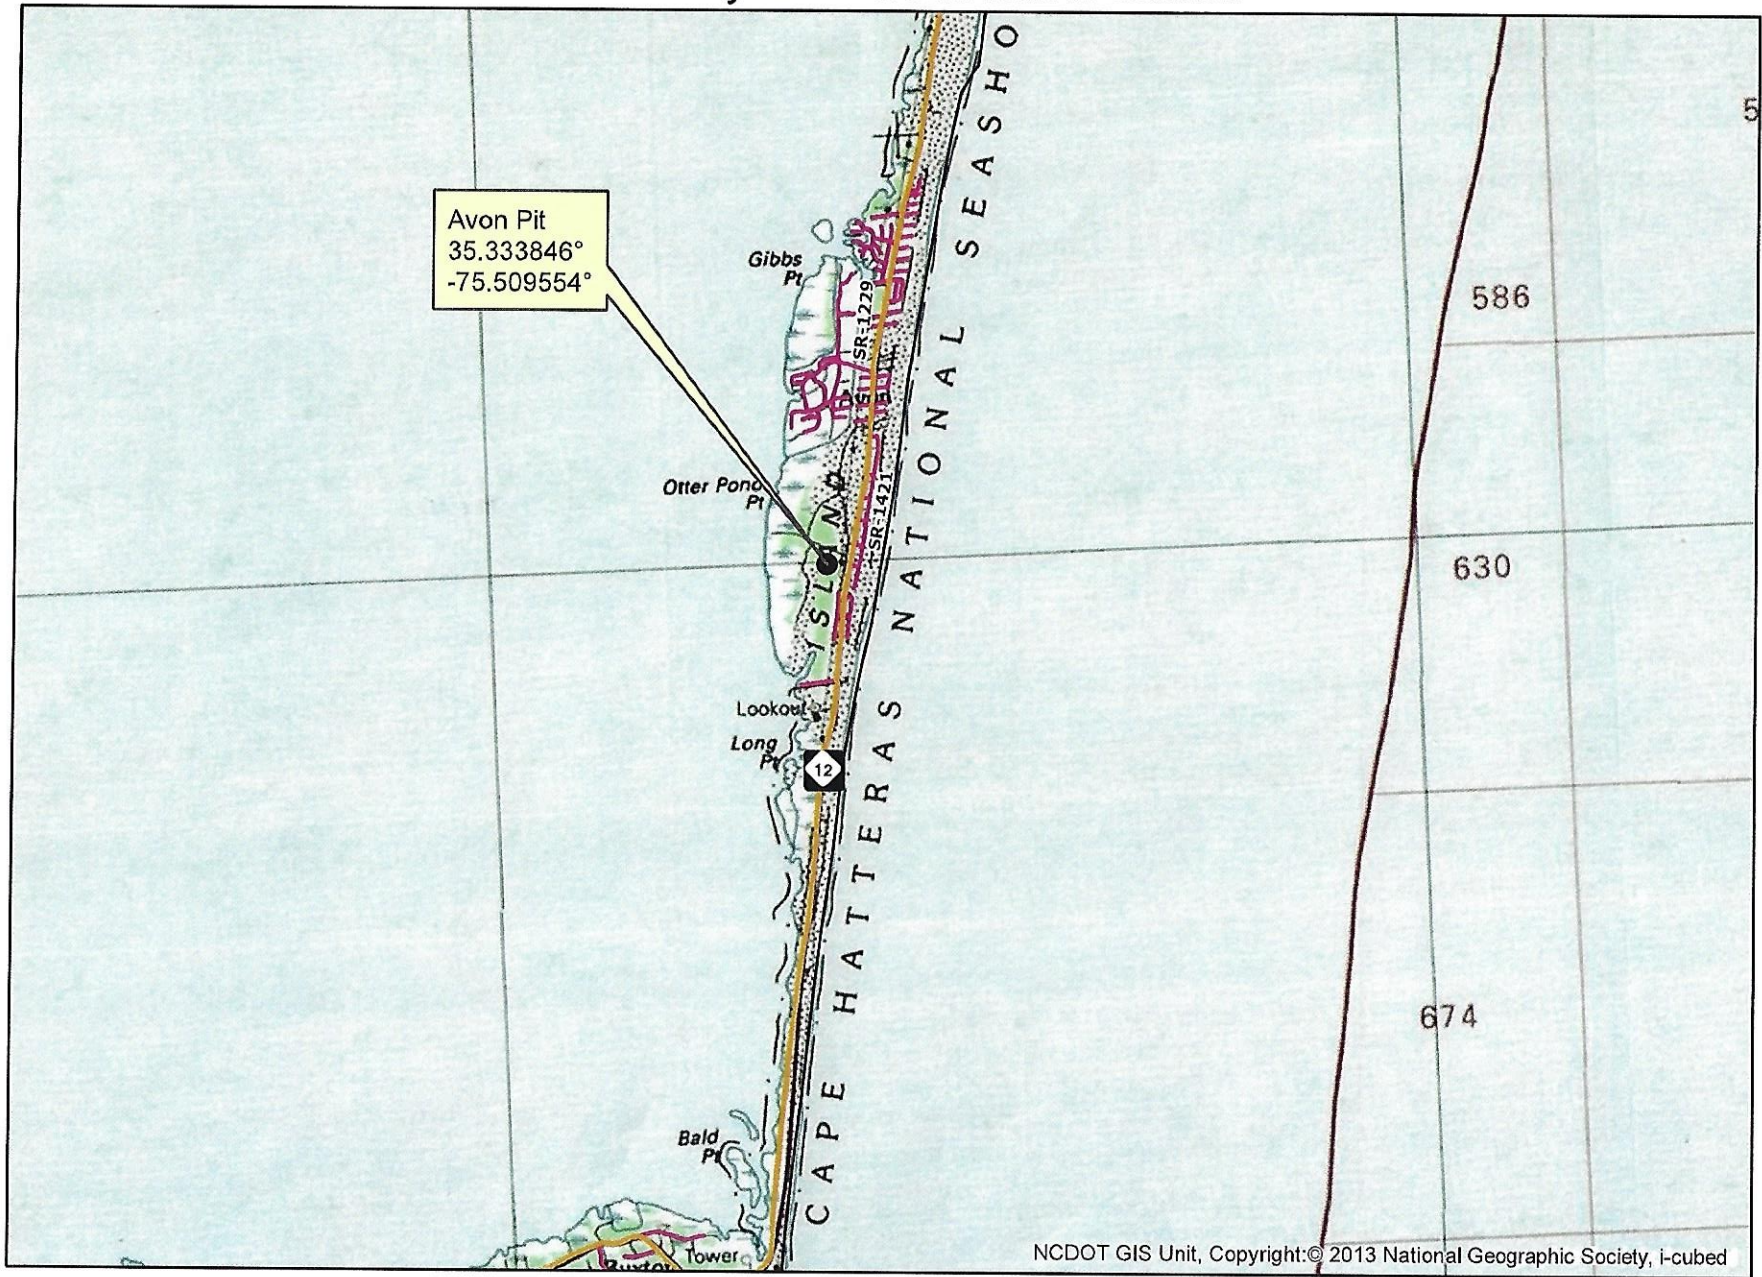 Avon Pit
35.333846°
-75.509554°
Gibbs
Pt
SR-1229
586
Otter Pond
Pt
SR-1421
630
ISLAND
Lookout
Long
Pt
12
674
Bald
Pt
CAPE HATTERAS NATIONAL SEASHO
Buxton
Tower
5
NCDOT GIS Unit, Copyright:© 2013 National Geographic Society, i-cubed